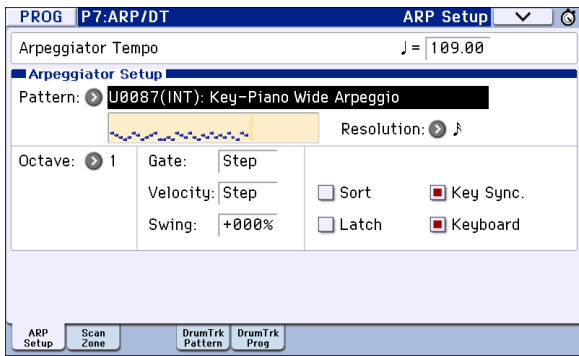 PROG P7:ARP/DT ARP Setup
Arpeggiator Tempo ♩= 109.00
Arpeggiator Setup
Pattern: U0087(INT): Key-Piano Wide Arpeggio
Resolution: ♪
Octave: 1 Gate: Step
Velocity: Step Sort Key Sync.
Swing: +000% Latch Keyboard
ARP Setup Scan Zone DrumTrk Pattern DrumTrk Prog